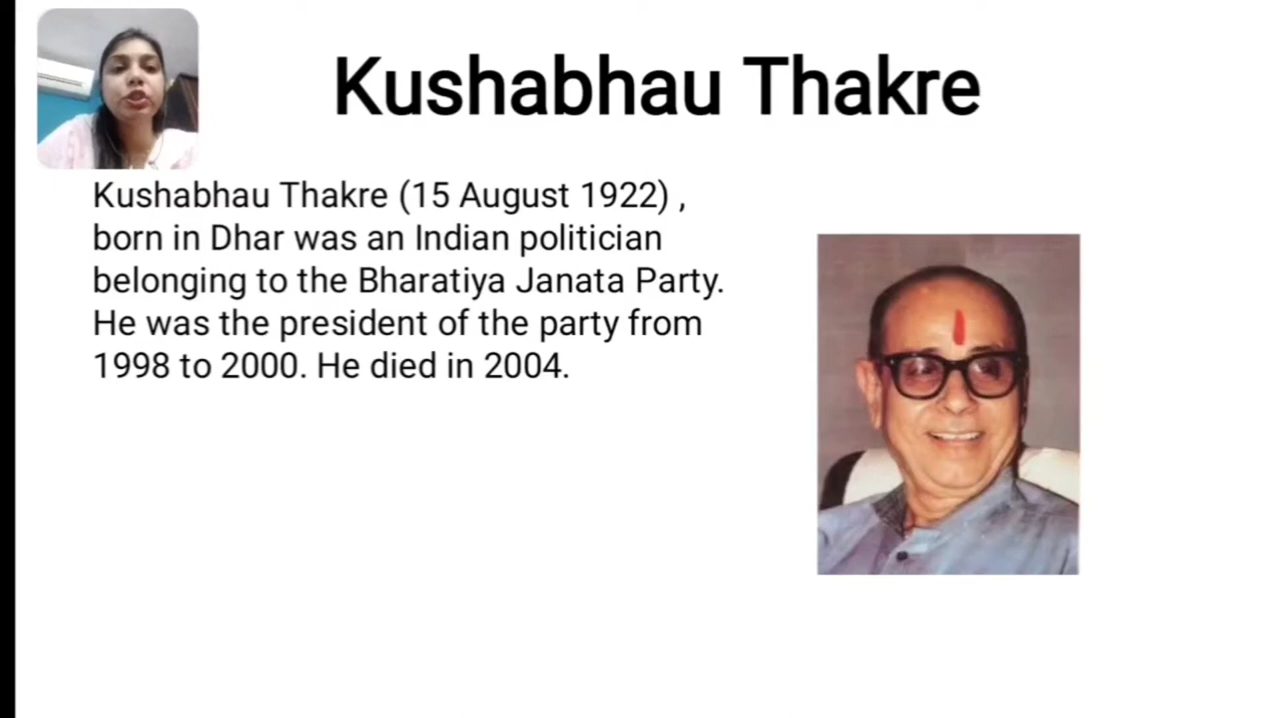 Kushabhau Thakre
Kushabhau Thakre (15 August 1922) ,
born in Dhar was an Indian politician
belonging to the Bharatiya Janata Party.
He was the president of the party from
1998 to 2000. He died in 2004.